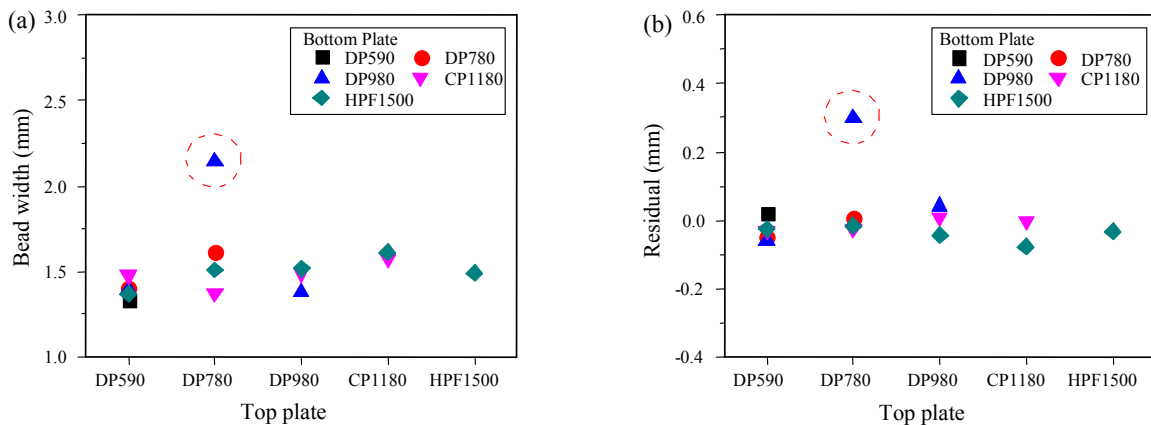 (a)
3.0
2.5
2.0
1.5
1.0
Bead width (mm)
Bottom Plate
DP590 DP780
DP980 CP1180
HPF1500
DP590 DP780 DP980 CP1180 HPF1500
Top plate
(b)
0.6
0.4
0.2
0.0
-0.2
-0.4
Residual (mm)
Bottom Plate
DP590 DP780
DP980 CP1180
HPF1500
DP590 DP780 DP980 CP1180 HPF1500
Top plate